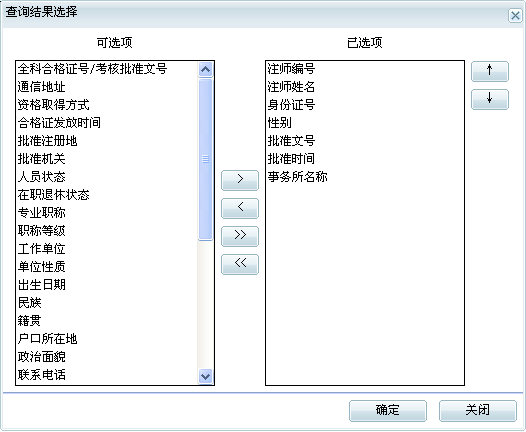 查询结果选择
可选项
全科合格证号/考核批准文号
通信地址
资格取得方式
合格证发放时间
批准注册地
批准机关
人员状态
在职退休状态
专业职称
职称等级
工作单位
单位性质
出生日期
民族
籍贯
户口所在地
政治面貌
联系电话
>
<
>>
<<
已选项
注师编号
注师姓名
身份证号
性别
批准文号
批准时间
事务所名称
↑
↓
确定
关闭